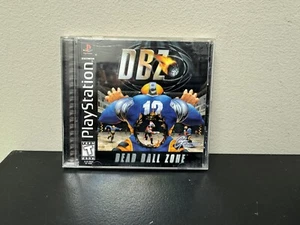 DBZ
PlayStation
12
DEAD BALL ZONE